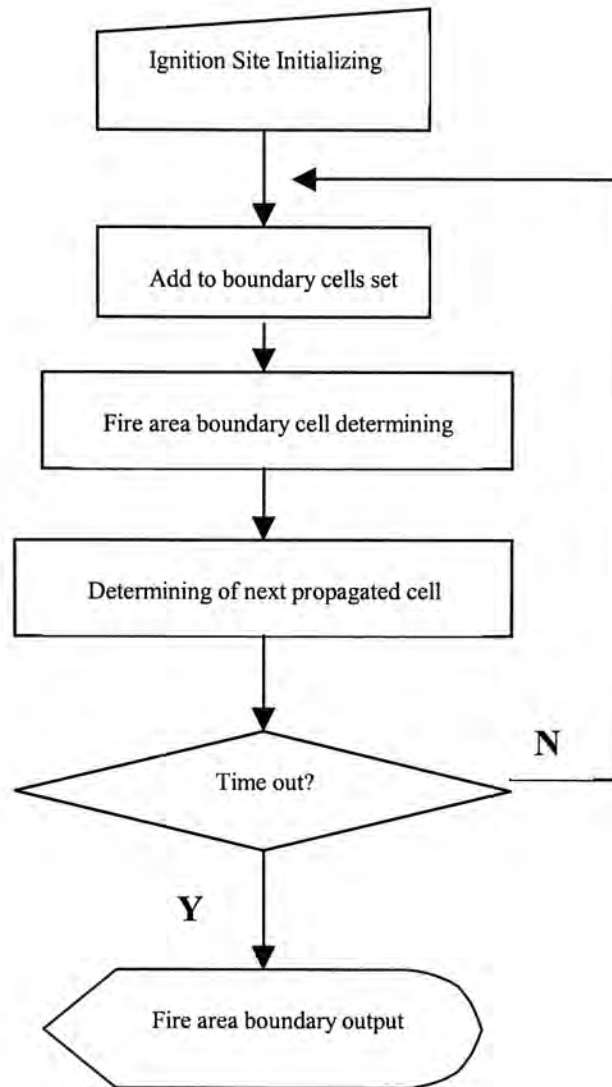 Ignition Site Initializing
Add to boundary cells set
Fire area boundary cell determining
Determining of next propagated cell
Time out?
N
Y
Fire area boundary output